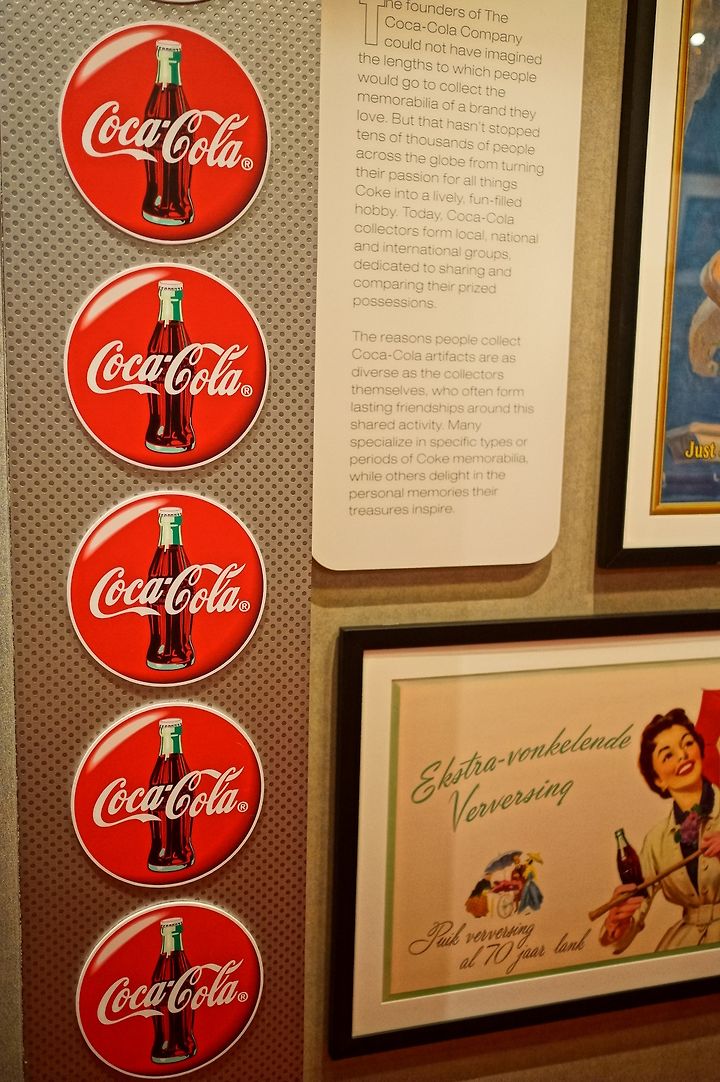 Coca-Cola®
Coca-Cola®
Coca-Cola®
Coca-Cola®
Coca-Cola®
The founders of The
Coca-Cola Company
could not have imagined
the lengths to which people
would go to collect the
memorabilia of a brand they
love. But that hasn't stopped
tens of thousands of people
across the globe from turning
their passion for all things
Coke into a lively, fun-filled
hobby. Today, Coca-Cola
collectors form local, national
and international groups,
dedicated to sharing and
comparing their prized
possessions.
The reasons people collect
Coca-Cola artifacts are as
diverse as the collectors
themselves, who often form
lasting friendships around this
shared activity. Many
specialize in specific types or
periods of Coke memorabilia,
while others delight in the
personal memories their
treasures inspire.
Just
Ekstra-vonkelende
Verversing
Puik verversing
al 70 jaar lank